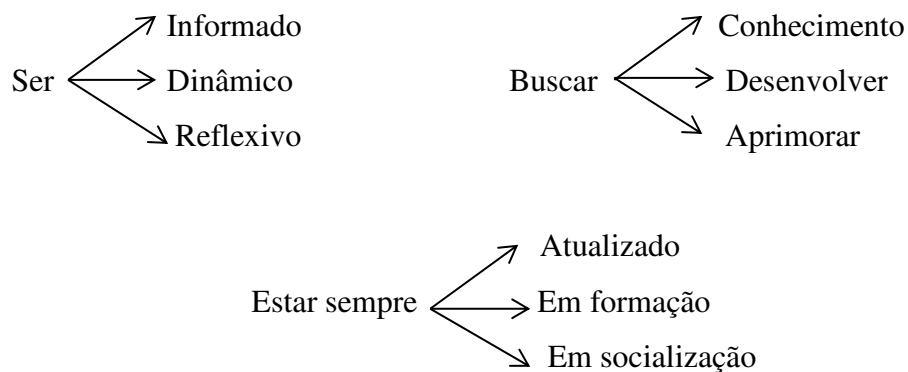 Ser
Informado
Dinâmico
Reflexivo
Buscar
Conhecimento
Desenvolver
Aprimorar
Estar sempre
Atualizado
Em formação
Em socialização